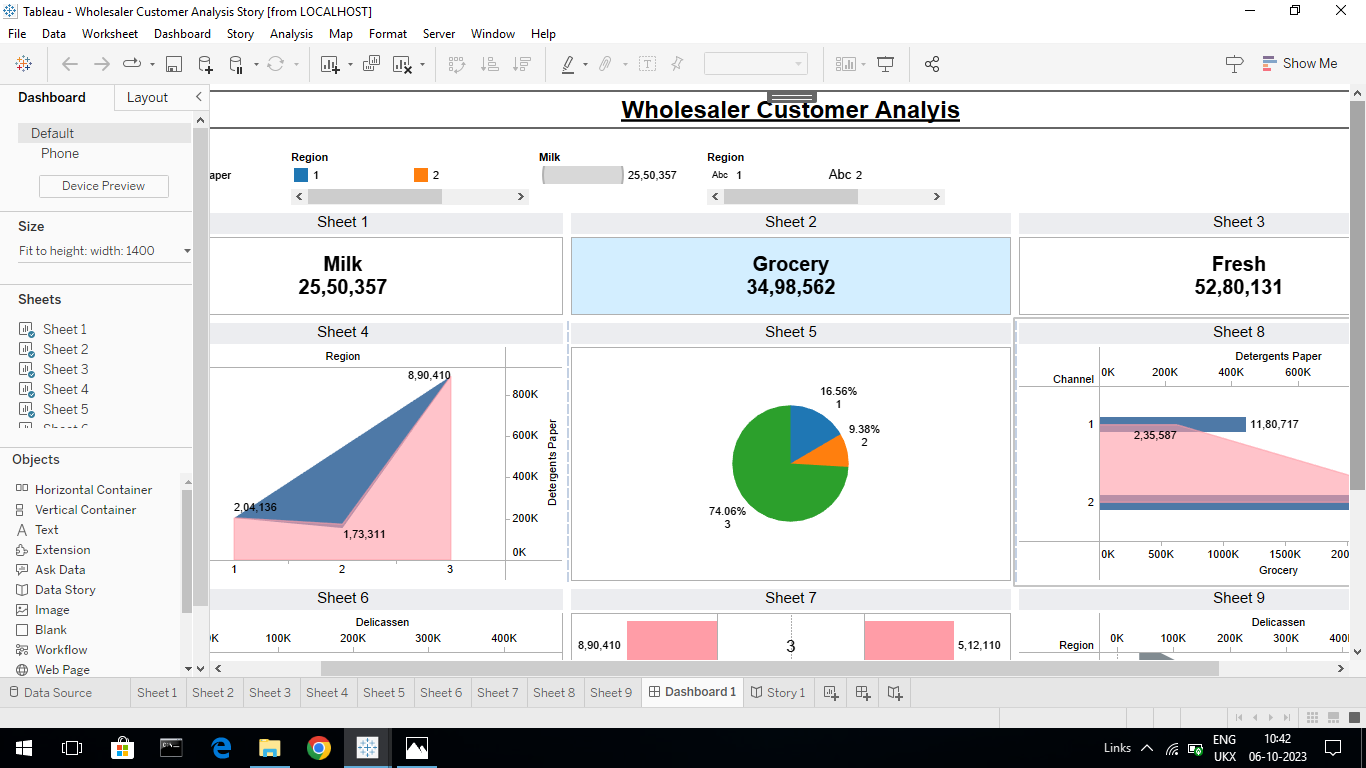 Tableau - Wholesaler Customer Analysis Story [from LOCALHOST]
File Data Worksheet Dashboard Story Analysis Map Format Server Window Help
Show Me
Dashboard Layout
Default
Phone
Device Preview
Size
Fit to height: width: 1400
Sheets
Sheet 1
Sheet 2
Sheet 3
Sheet 4
Sheet 5
Objects
Horizontal Container
Vertical Container
Text
Extension
Ask Data
Data Story
Image
Blank
Workflow
Web Page
Wholesaler Customer Analyis
aper
Region
1 2
Milk
25,50,357
Region
Abc 1 Abc 2
Sheet 1
Milk
25,50,357
Sheet 2
Grocery
34,98,562
Sheet 3
Fresh
52,80,131
Sheet 4
Region
8,90,410
2,04,136
1,73,311
1 2 3
800K
600K
400K
200K
0K
Detergents Paper
Sheet 5
16.56%
1
9.38%
2
74.06%
3
Sheet 8
Detergents Paper
Channel 0K 200K 400K 600K
1 11,80,717
2,35,587
2
0K 500K 1000K 1500K 200
Grocery
Sheet 6
Delicassen
K 100K 200K 300K 400K
Sheet 7
8,90,410 3 5,12,110
Sheet 9
Delicassen
Region 0K 100K 200K 300K 40
Data Source Sheet 1 Sheet 2 Sheet 3 Sheet 4 Sheet 5 Sheet 6 Sheet 7 Sheet 8 Sheet 9 Dashboard 1 Story 1
Links ENG 10:42
UKX 06-10-2023